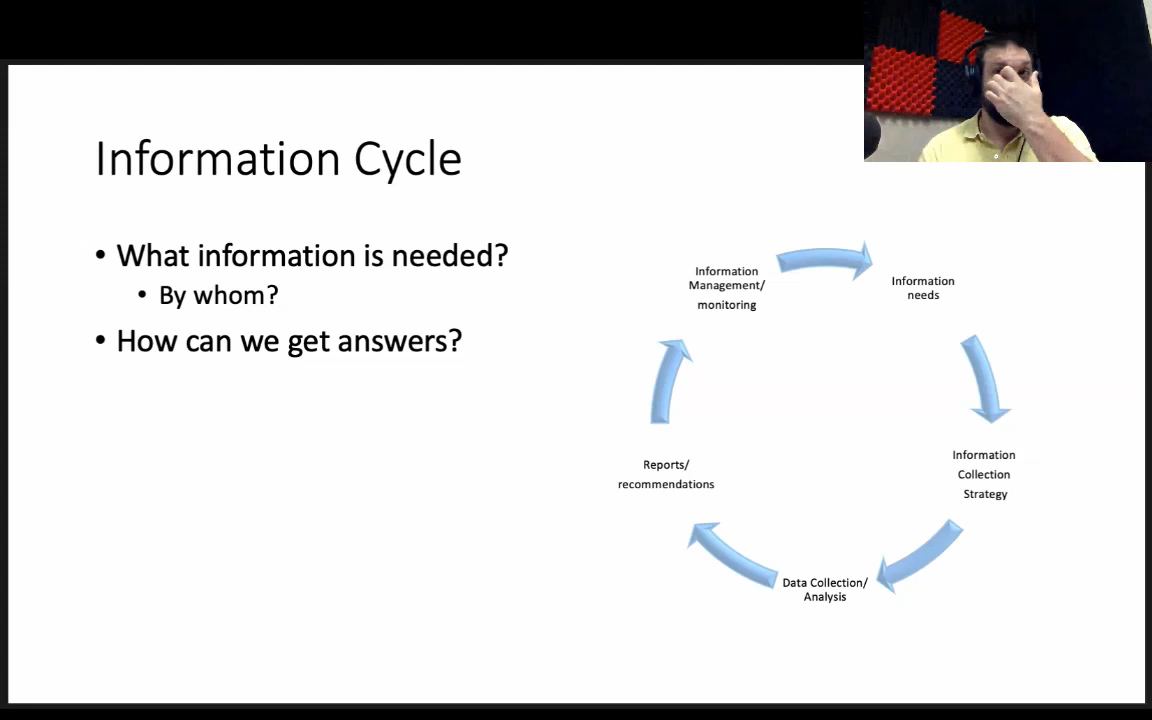 Information Cycle
• What information is needed?
• By whom?
• How can we get answers?
Information
Management/
monitoring
Information
needs
Information
Collection
Strategy
Data Collection/
Analysis
Reports/
recommendations